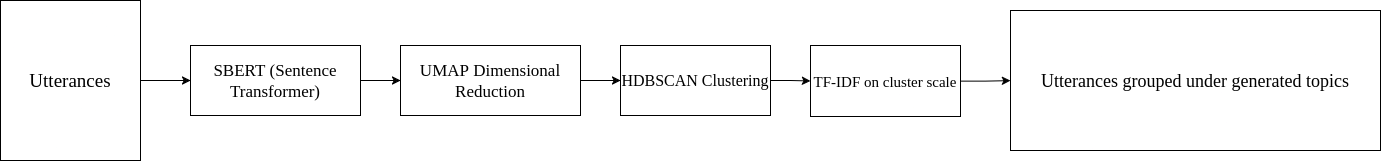 Utterances
SBERT (Sentence
Transformer)
UMAP Dimensional
Reduction
HDBSCAN Clustering
TF-IDF on cluster scale
Utterances grouped under generated topics